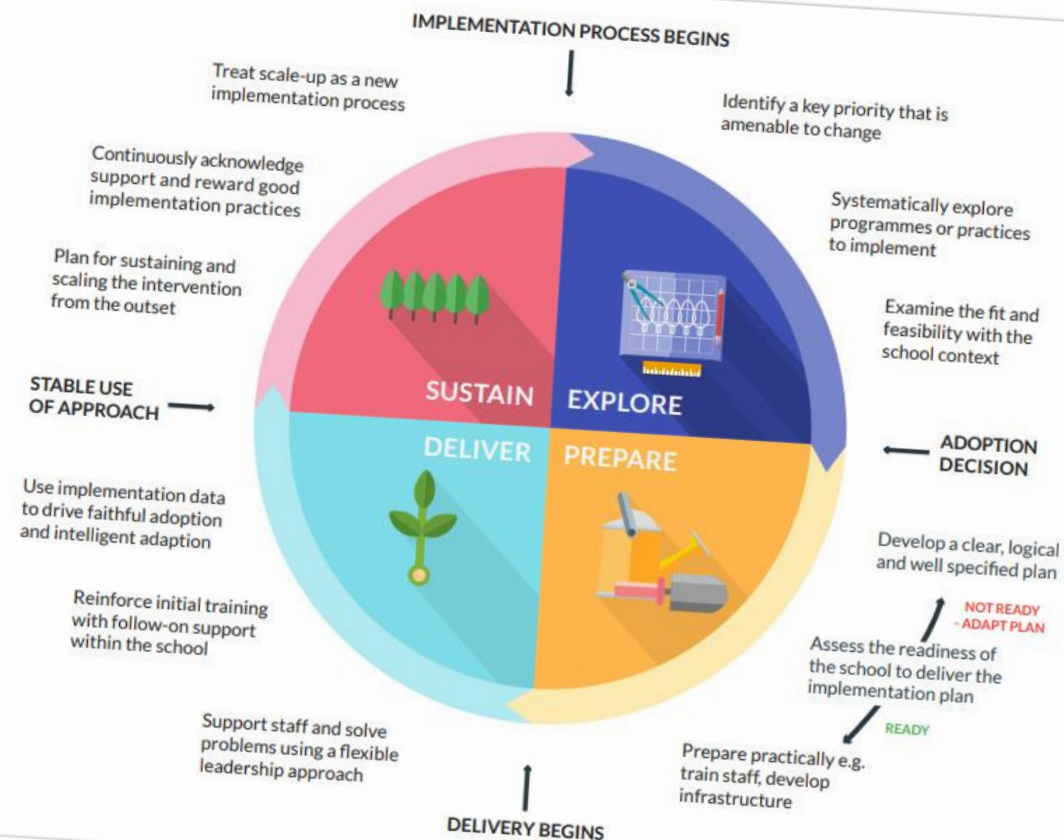 IMPLEMENTATION PROCESS BEGINS
Treat scale-up as a new
implementation process
Identify a key priority that is
amenable to change
Continuously acknowledge
support and reward good
implementation practices
Systematically explore
programmes or practices
to implement
Plan for sustaining and
scaling the intervention
from the outset
Examine the fit and
feasibility with the
school context
STABLE USE
OF APPROACH
SUSTAIN
EXPLORE
DELIVER
PREPARE
ADOPTION
DECISION
Use implementation data
to drive faithful adoption
and intelligent adaption
Develop a clear, logical
and well specified plan
NOT READY
- ADAPT PLAN
Reinforce initial training
with follow-on support
within the school
Assess the readiness of
the school to deliver the
implementation plan
READY
Support staff and solve
problems using a flexible
leadership approach
Prepare practically e.g.
train staff, develop
infrastructure
DELIVERY BEGINS